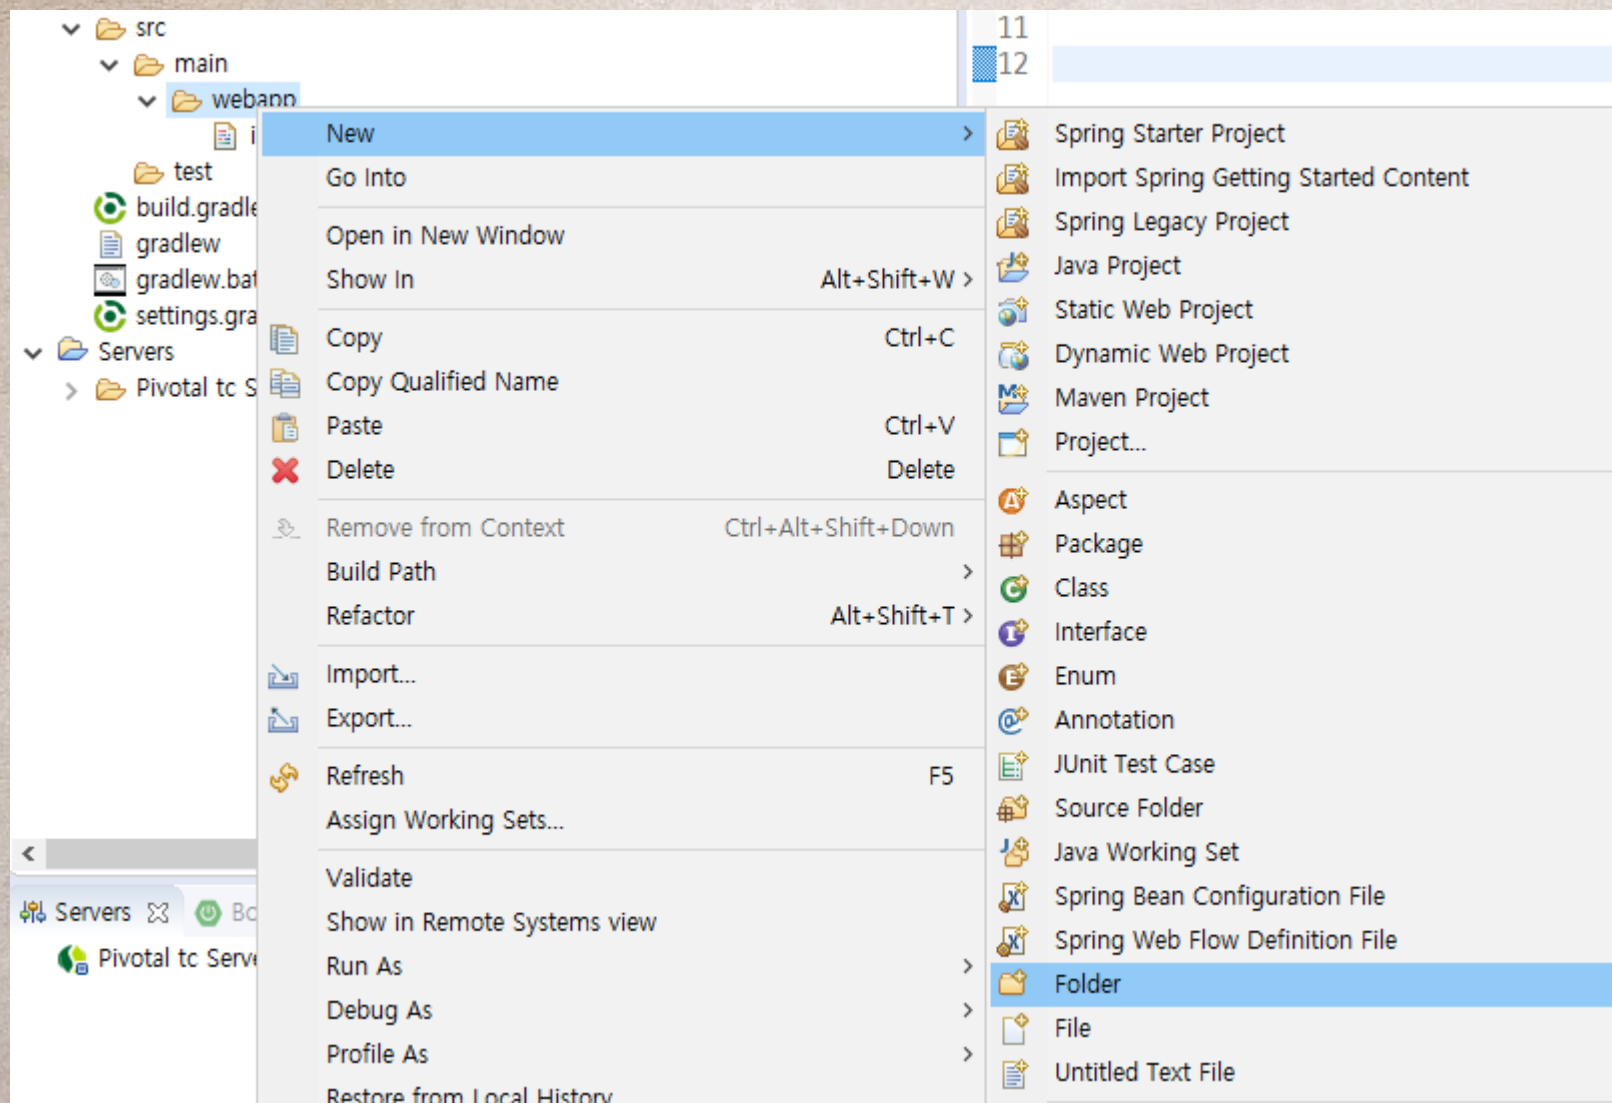 src
main
webapp
test
build.gradle
gradlew
gradlew.bat
settings.gra
Servers
Pivotal tc S
Servers
Bo
Pivotal tc Serve
11
12
New
Go Into
Open in New Window
Show In Alt+Shift+W
Copy Ctrl+C
Copy Qualified Name
Paste Ctrl+V
Delete Delete
Remove from Context Ctrl+Alt+Shift+Down
Build Path
Refactor Alt+Shift+T
Import...
Export...
Refresh F5
Assign Working Sets...
Validate
Show in Remote Systems view
Run As
Debug As
Profile As
Restore from Local History
Spring Starter Project
Import Spring Getting Started Content
Spring Legacy Project
Java Project
Static Web Project
Dynamic Web Project
Maven Project
Project...
Aspect
Package
Class
Interface
Enum
Annotation
JUnit Test Case
Source Folder
Java Working Set
Spring Bean Configuration File
Spring Web Flow Definition File
Folder
File
Untitled Text File